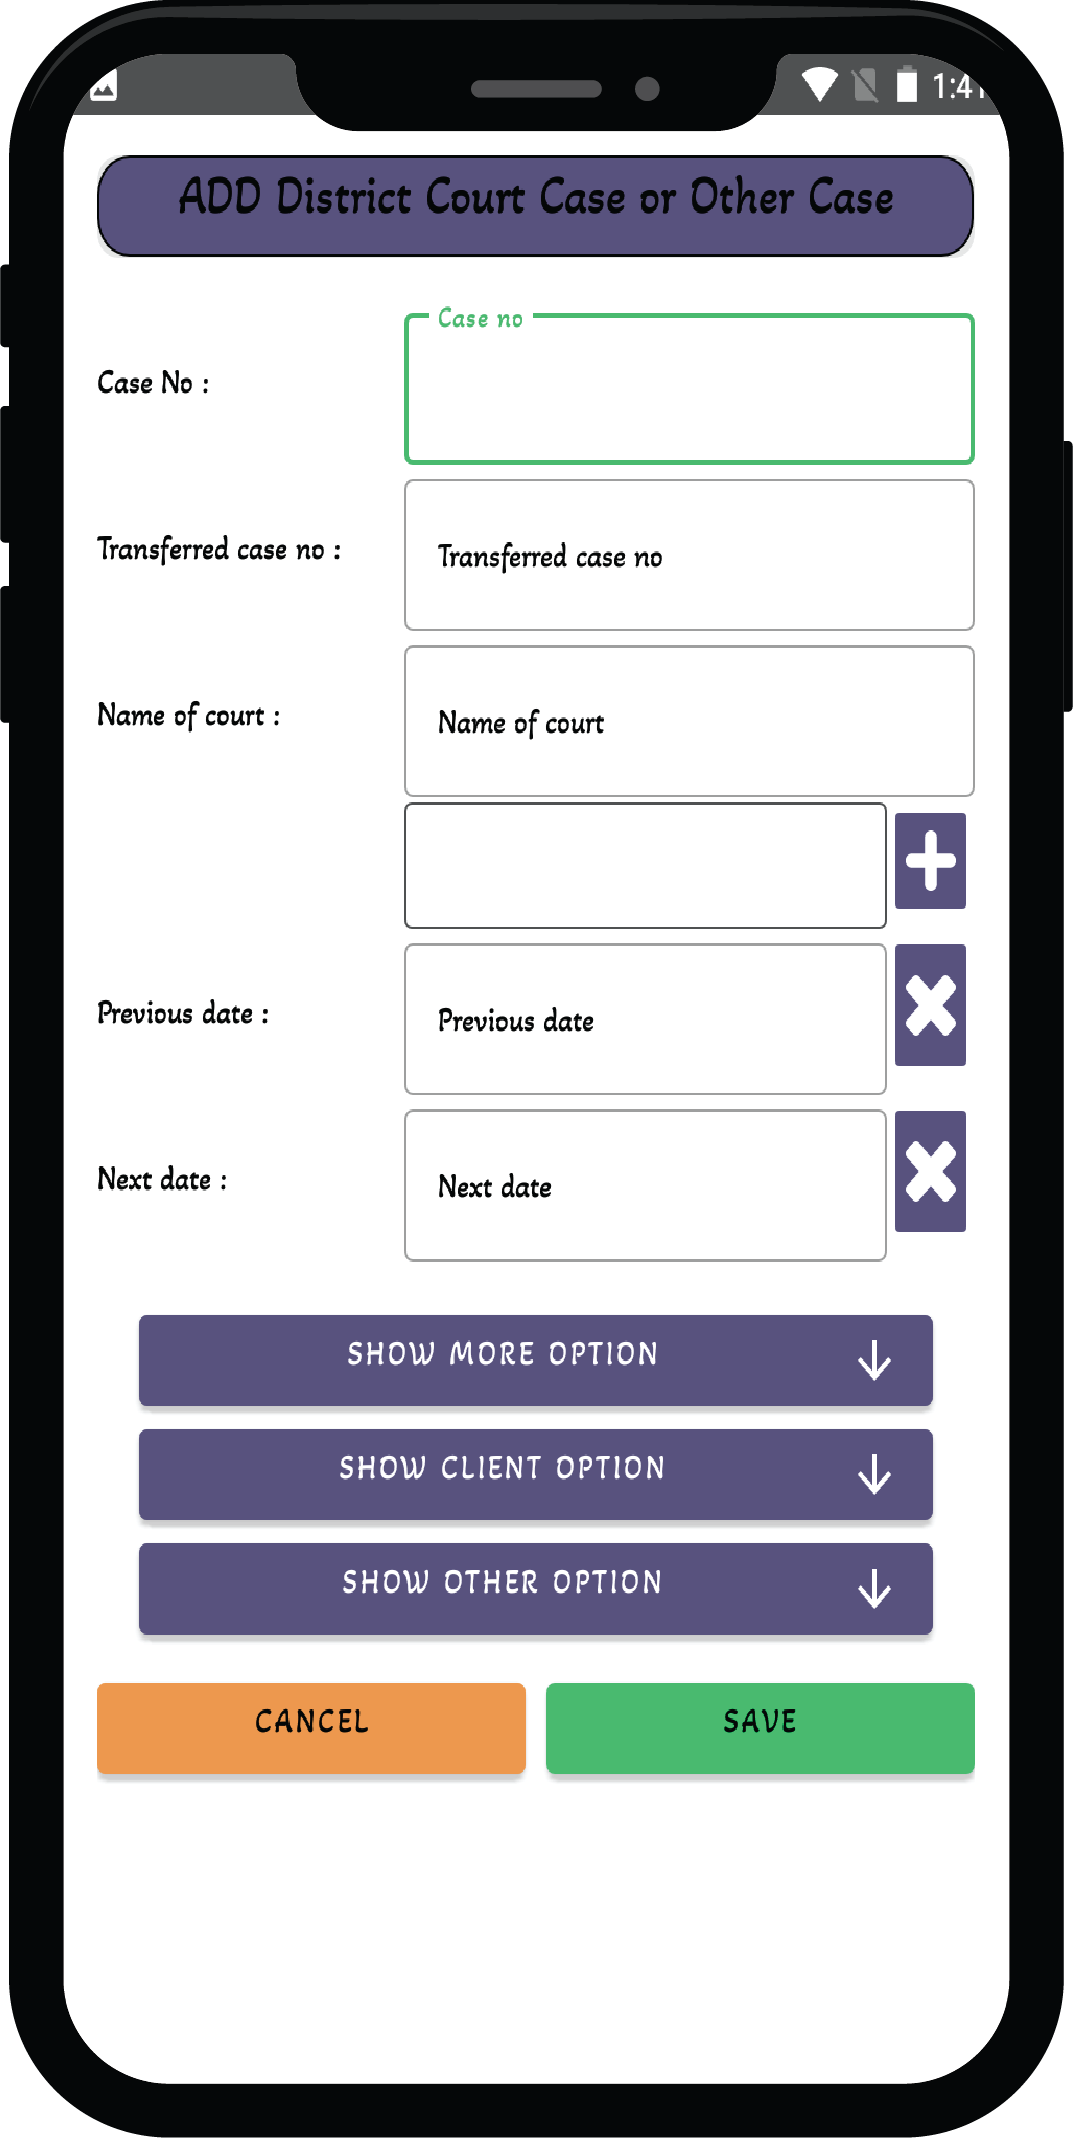 ADD District Court Case or Other Case
Case no
Case No :
Transferred case no :
Transferred case no
Name of court :
Name of court
Previous date :
Previous date
Next date :
Next date
SHOW MORE OPTION
SHOW CLIENT OPTION
SHOW OTHER OPTION
CANCEL
SAVE